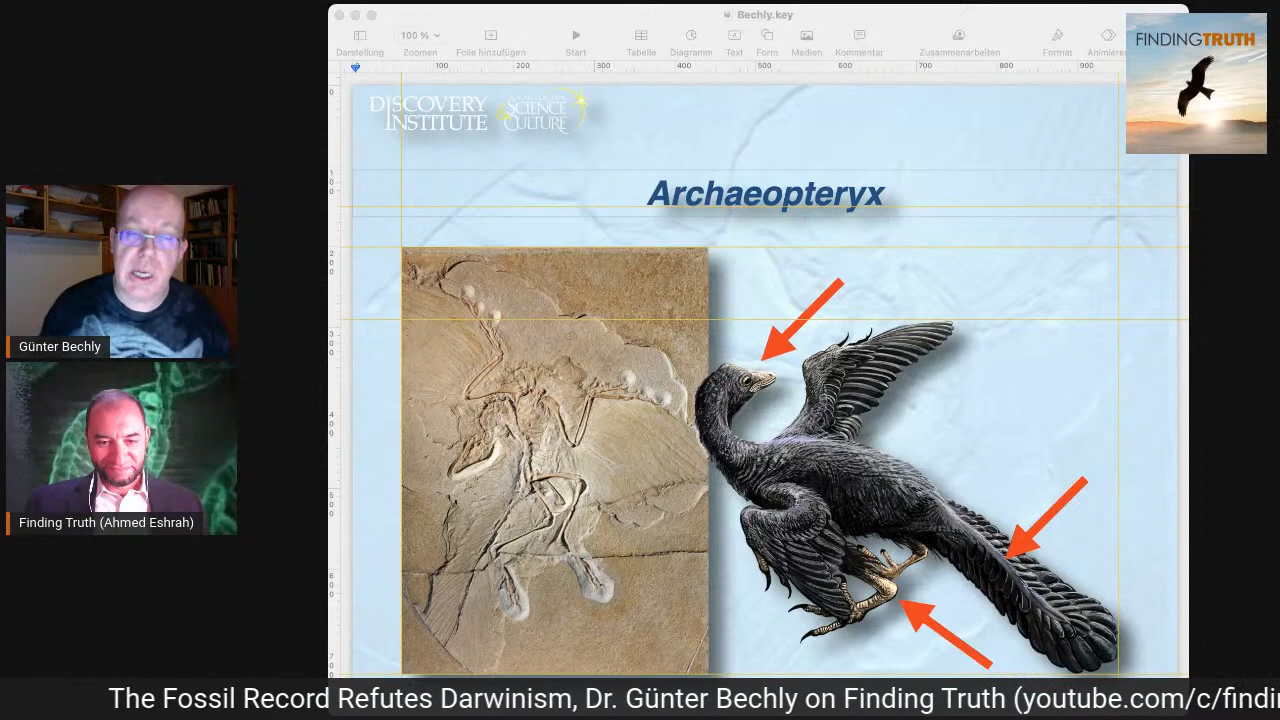 Bechly.key
100 %
Darstellung
Zoomen
Folie hinzufügen
Start
Tabelle
Diagramm
Text
Form
Medien
Kommentar
Zusammenarbeiten
Format
Animieren
100 200 300 400 500 600 700 800 900
FINDINGTRUTH
DISCOVERY
INSTITUTE
SCIENCE
CULTURE
Archaeopteryx
Günter Bechly
Finding Truth (Ahmed Eshrah)
The Fossil Record Refutes Darwinism, Dr. Günter Bechly on Finding Truth (youtube.com/c/findi